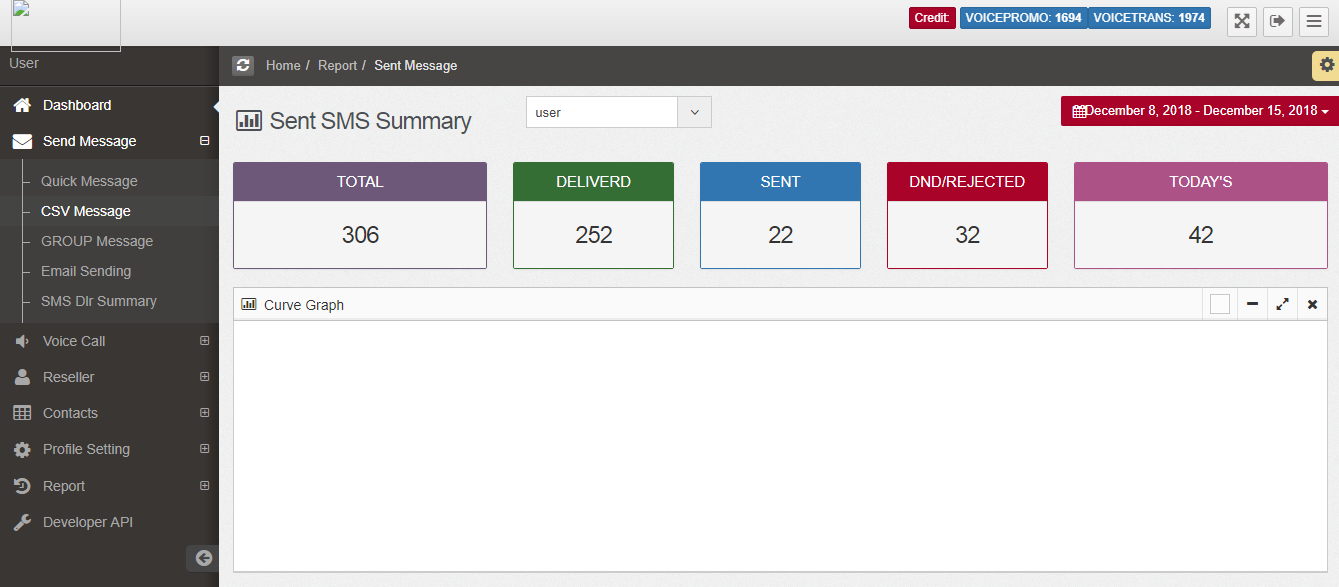 Credit: VOICEPROMO: 1694 VOICETRANS: 1974
User
Home / Report / Sent Message
Dashboard
Send Message
Quick Message
CSV Message
GROUP Message
Email Sending
SMS Dlr Summary
Voice Call
Reseller
Contacts
Profile Setting
Report
Developer API
Sent SMS Summary
user
December 8, 2018 - December 15, 2018
TOTAL
306
DELIVERD
252
SENT
22
DND/REJECTED
32
TODAY'S
42
Curve Graph